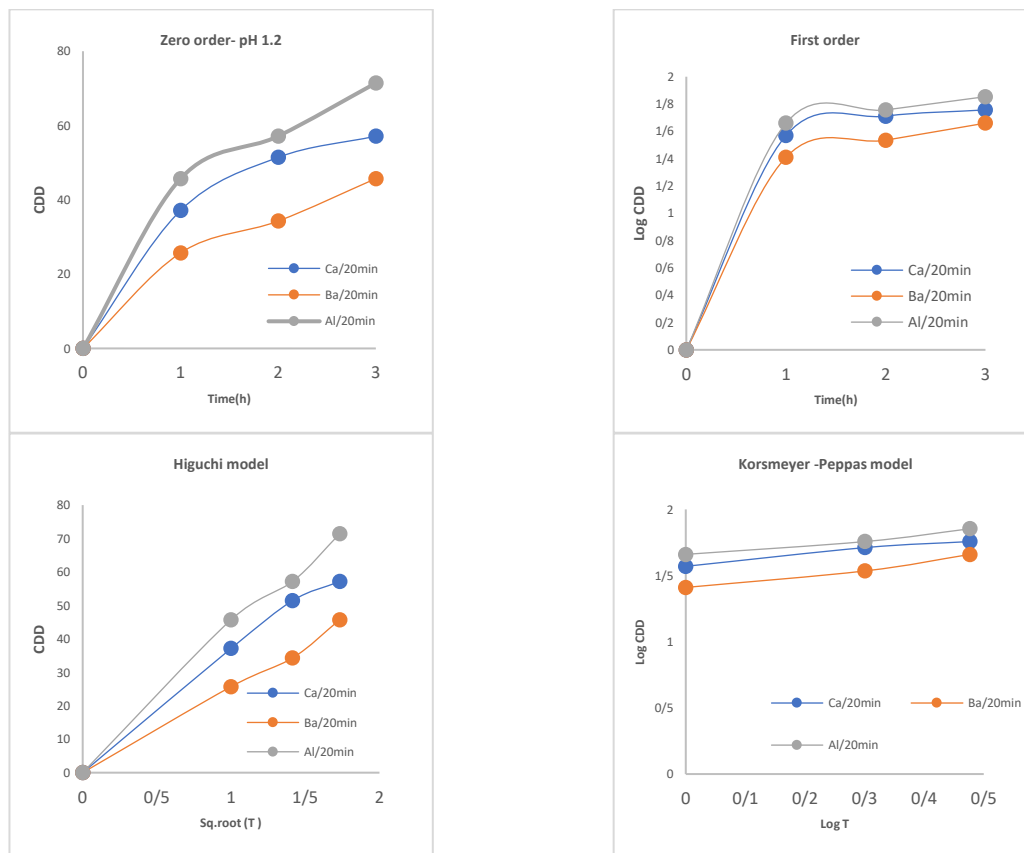 Zero order- pH 1.2
80
60
40
20
0
CDD
0 1 2 3
Time(h)
Ca/20min
Ba/20min
Al/20min
First order
2
1/8
1/6
1/4
1/2
1
0/8
0/6
0/4
0/2
0
Log CDD
0 1 2 3
Time(h)
Ca/20min
Ba/20min
Al/20min
Higuchi model
80
70
60
50
40
30
20
10
0
CDD
0 0/5 1 1/5 2
Sq.root (T )
Ca/20min
Ba/20min
Al/20min
Korsmeyer -Peppas model
2
1/5
1
0/5
0
Log CDD
0 0/1 0/2 0/3 0/4 0/5
Log T
Ca/20min Ba/20min
Al/20min